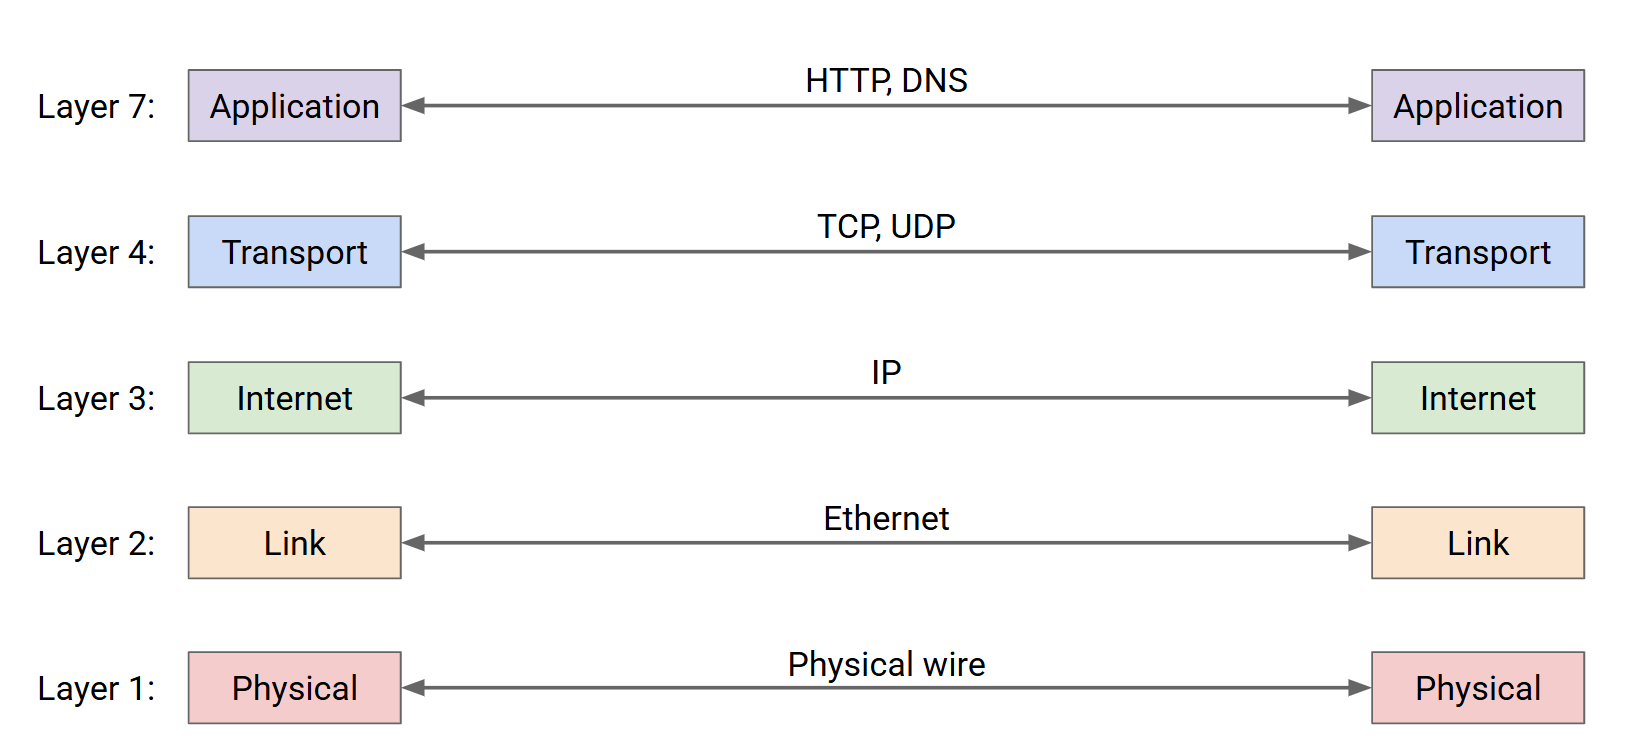 HTTP, DNS
Layer 7: Application Application
TCP, UDP
Layer 4: Transport Transport
IP
Layer 3: Internet Internet
Ethernet
Layer 2: Link Link
Physical wire
Layer 1: Physical Physical